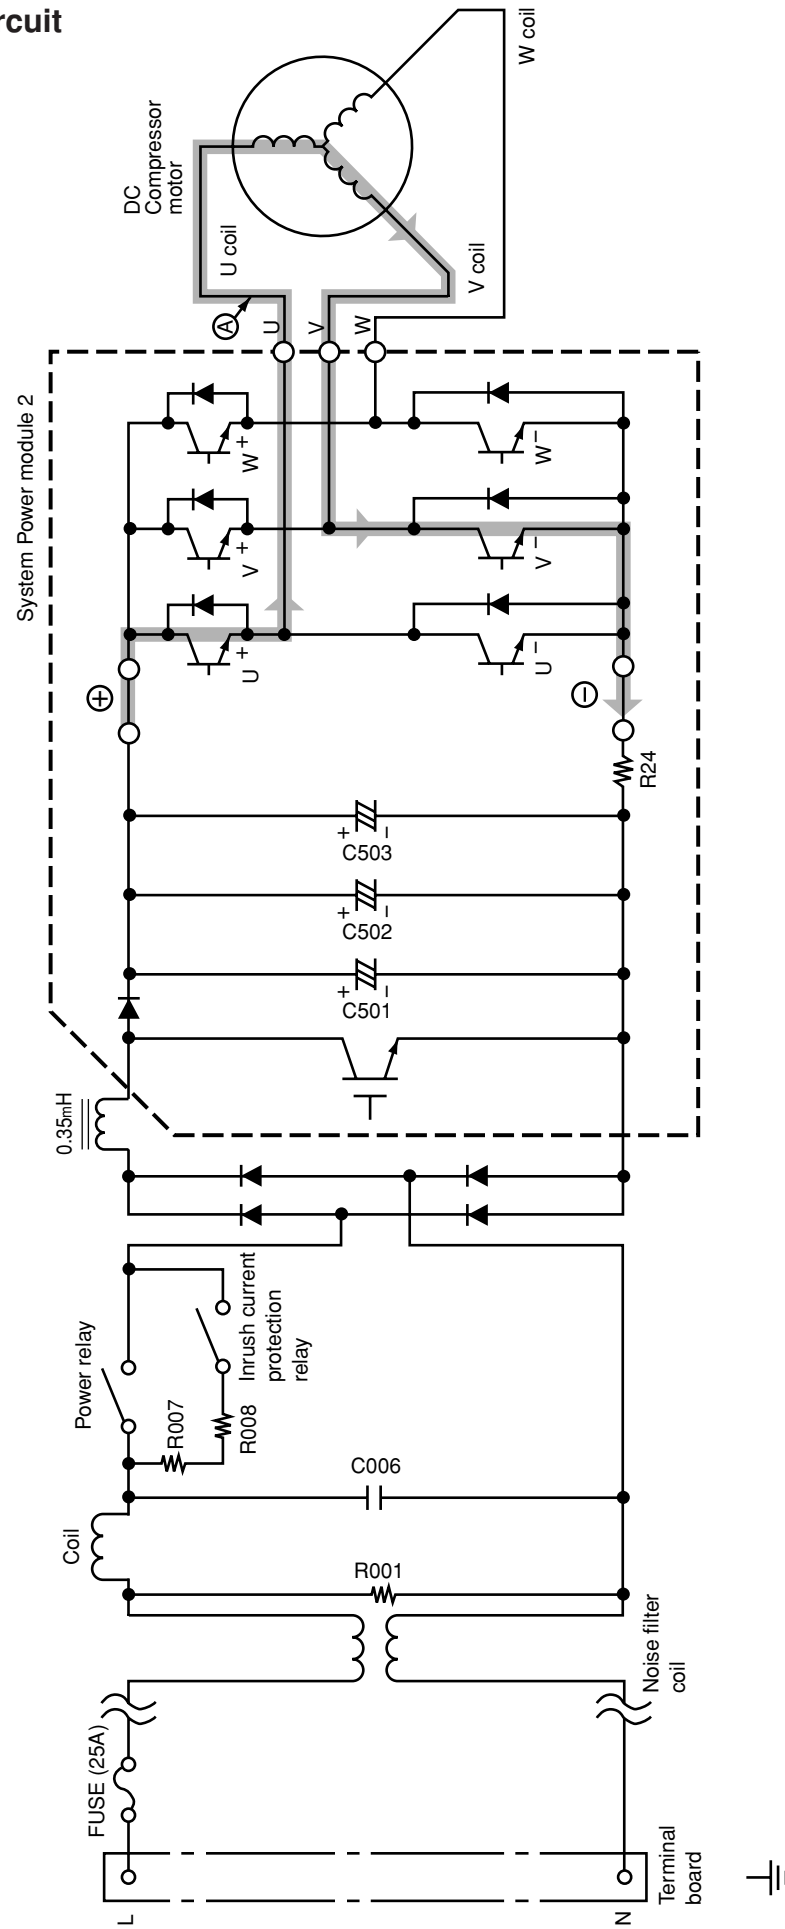 rcuit
W coil
DC
Compressor
motor
U coil
V coil
A
U
V
W
System Power module 2
W+
W−
V+
V−
U+
U−
+
−
R24
+
−
C503
+
−
C502
+
−
C501
0.35mH
Power relay
Inrush current
protection
relay
R007
R008
C006
Coil
R001
Noise filter
coil
FUSE (25A)
Terminal
board
L
N